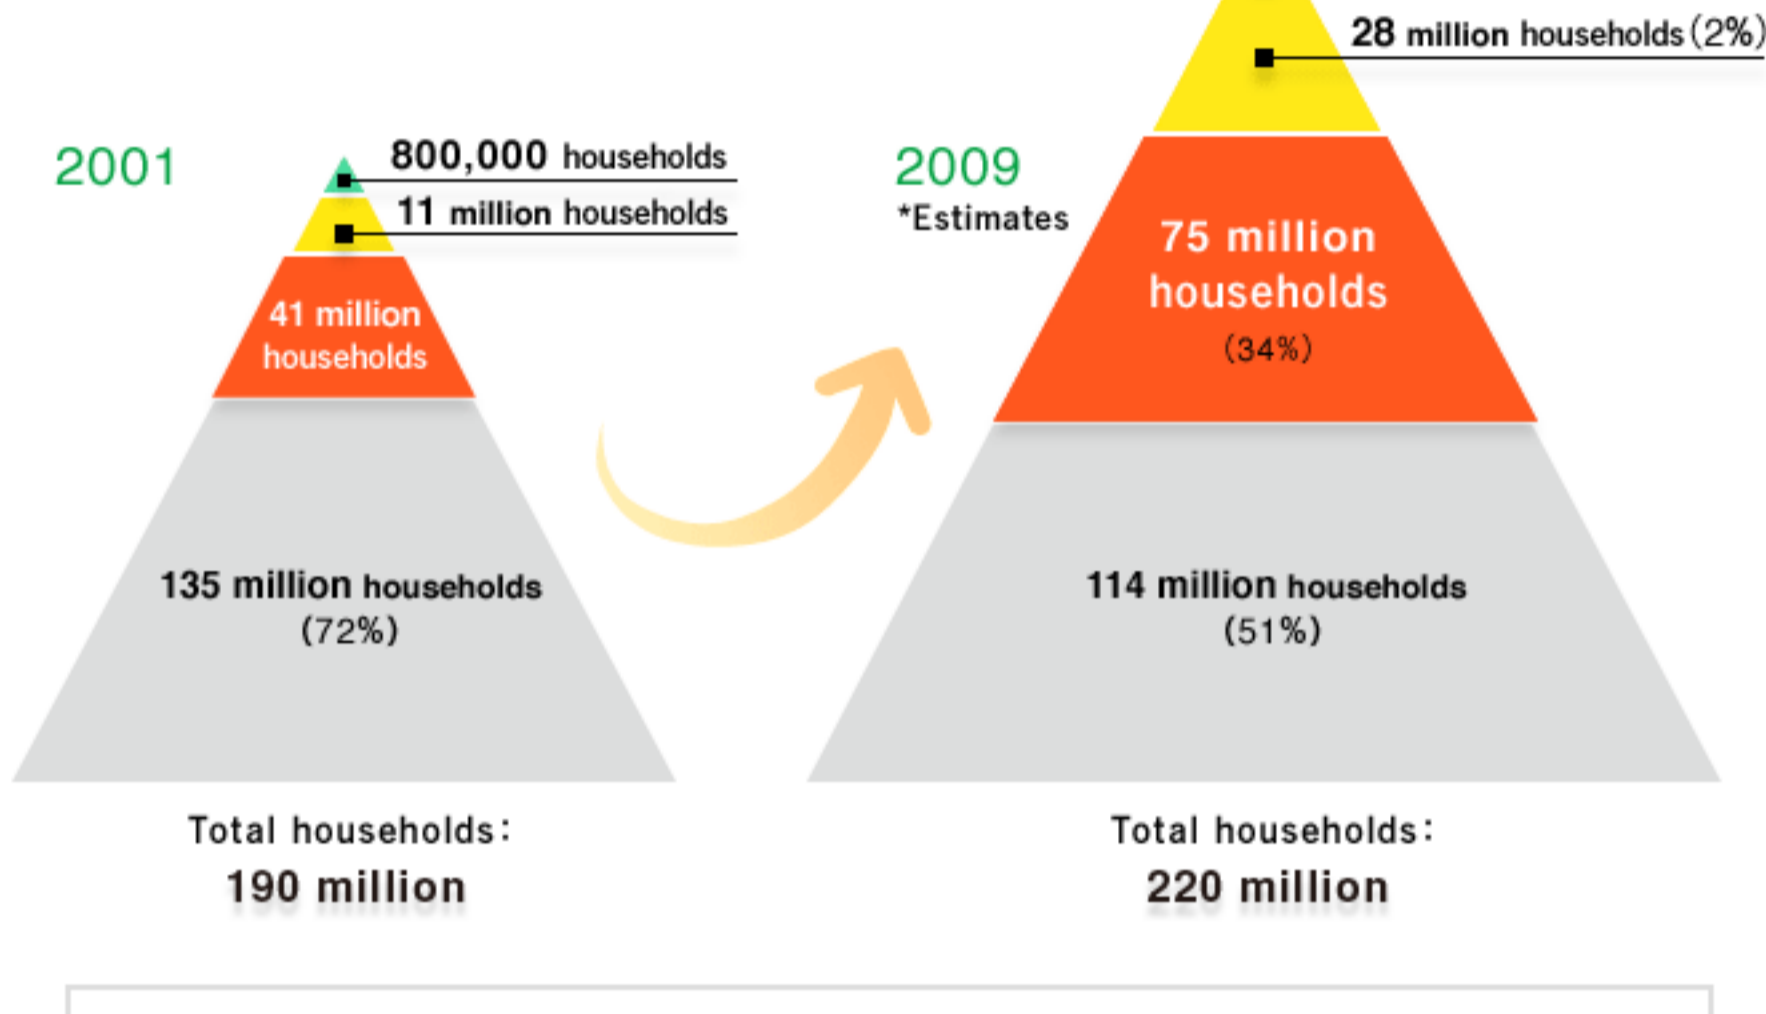 2001
800,000 households
11 million households
41 million
households
135 million households
(72%)
Total households:
190 million
28 million households (2%)
2009
*Estimates
75 million
households
(34%)
114 million households
(51%)
Total households:
220 million